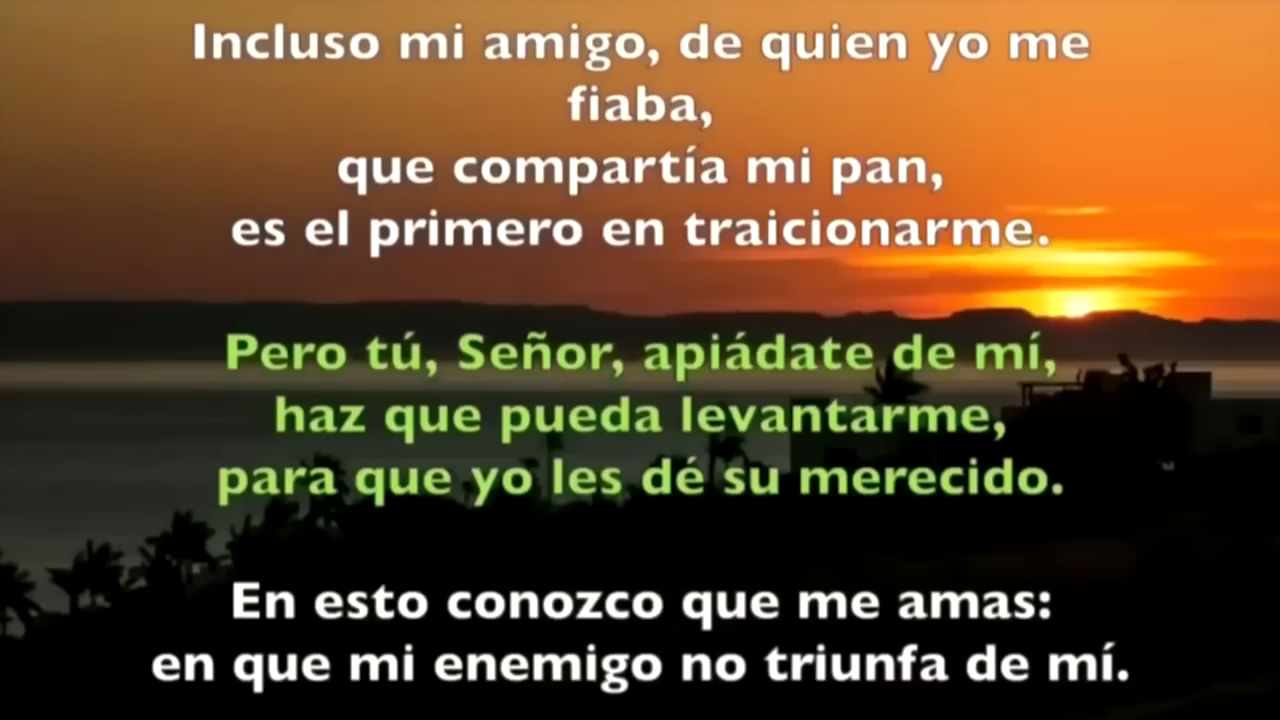 Incluso mi amigo, de quien yo me
fiaba,
que compartía mi pan,
es el primero en traicionarme.
Pero tú, Señor, apiádate de mí,
haz que pueda levantarme,
para que yo les dé su merecido.
En esto conozco que me amas:
en que mi enemigo no triunfa de mí.